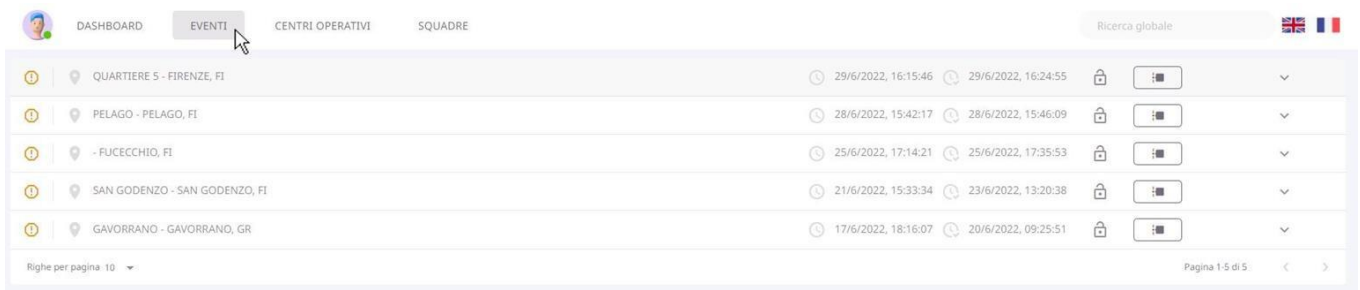 DASHBOARD EVENTI CENTRI OPERATIVI SQUADRE Ricerca globale
QUARTIERE 5 - FIRENZE, FI 29/6/2022, 16:15:46 29/6/2022, 16:24:55
PELAGO - PELAGO, FI 28/6/2022, 15:42:17 28/6/2022, 15:46:09
- FUCECCHIO, FI 25/6/2022, 17:14:21 25/6/2022, 17:35:53
SAN GODENZO - SAN GODENZO, FI 21/6/2022, 15:33:34 23/6/2022, 13:20:38
GAVORRANO - GAVORRANO, GR 17/6/2022, 18:16:07 20/6/2022, 09:25:51
Righe per pagina 10 Pagina 1-5 di 5